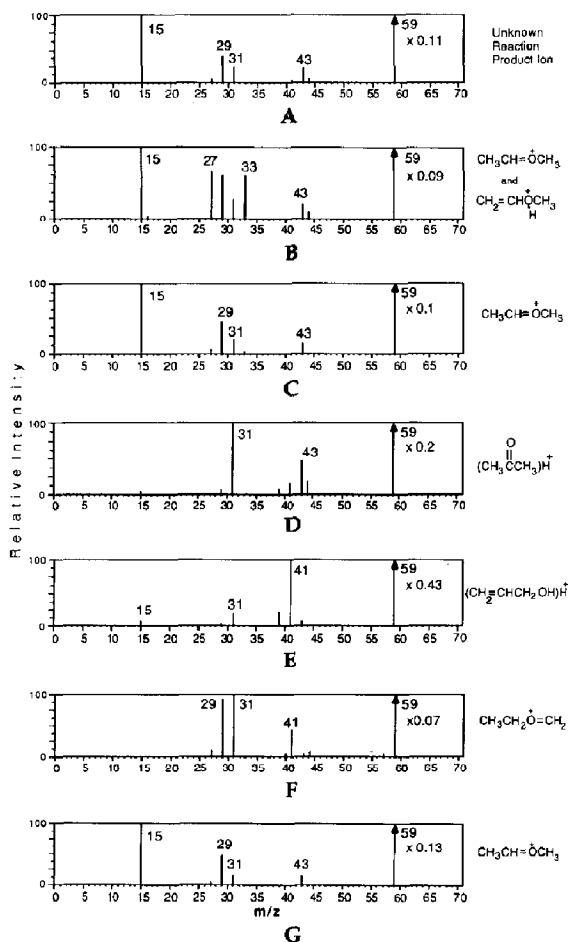 Relative Intensity
100
15
29
31
43
59
x 0.11
Unknown
Reaction
Product Ion
0
0 5 10 15 20 25 30 35 40 45 50 55 60 65 70
A
100
15
27
33
43
59
x 0.09
CH₃CH=O⁺CH₃
and
CH₂=CHO⁺CH₃
H
0
0 5 10 15 20 25 30 35 40 45 50 55 60 65 70
B
100
15
29
31
43
59
x 0.1
CH₃CH=O⁺CH₃
0
0 5 10 15 20 25 30 35 40 45 50 55 60 65 70
C
100
31
43
59
x 0.2
O
(CH₃CCH₃)H⁺
0
0 5 10 15 20 25 30 35 40 45 50 55 60 65 70
D
100
15
31
41
59
x 0.43
(CH₂=CHCH₂OH)H⁺
0
0 5 10 15 20 25 30 35 40 45 50 55 60 65 70
E
100
29
31
41
59
x0.07
CH₃CH₂O⁺=CH₂
0
0 5 10 15 20 25 30 35 40 45 50 55 60 65 70
F
100
15
29
31
43
59
x 0.13
CH₃CH=O⁺CH₃
0
0 5 10 15 20 25 30 35 40 45 50 55 60 65 70
m/z
G